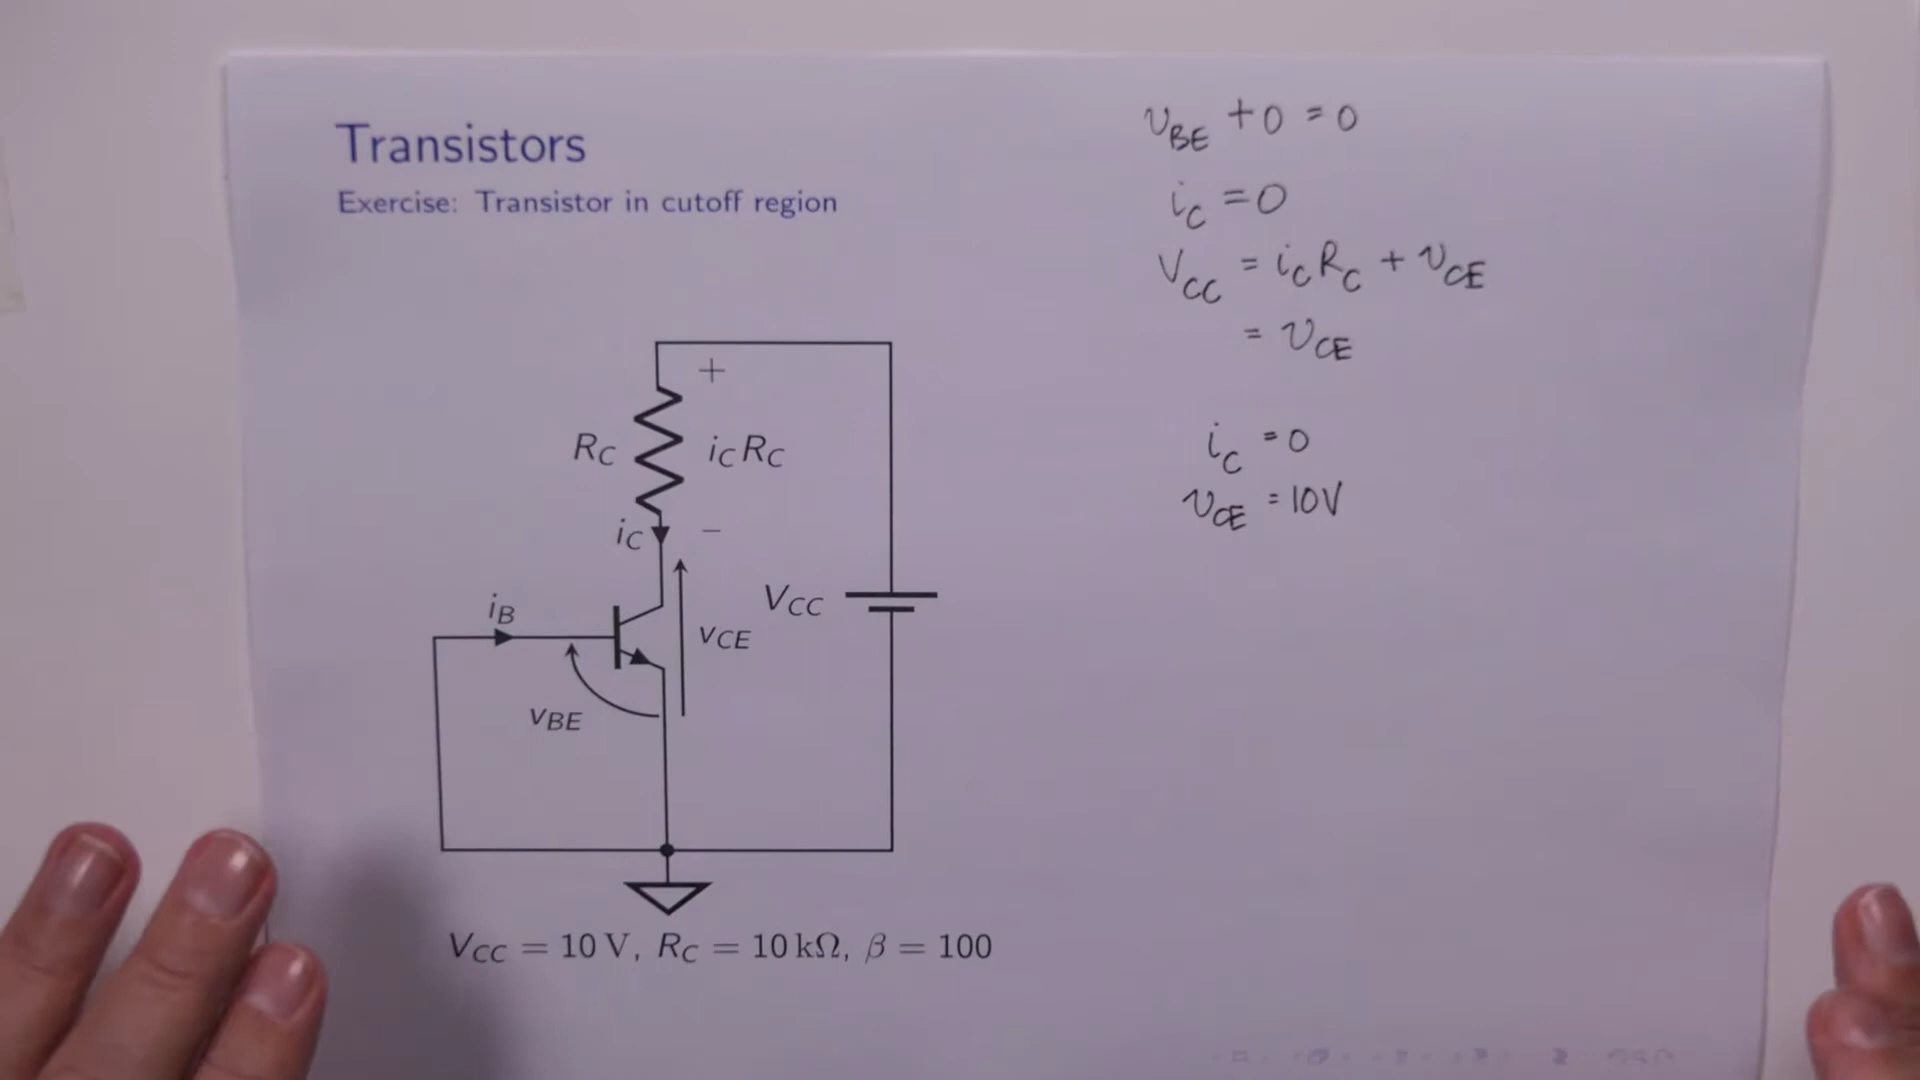 Transistors
Exercise: Transistor in cutoff region
v_BE + 0 = 0
i_C = 0
V_CC = i_C R_C + v_CE
= v_CE
i_C = 0
v_CE = 10V
+
R_C
i_C R_C
i_C
−
i_B
V_CC
v_CE
v_BE
V_CC = 10 V, R_C = 10 kΩ, β = 100